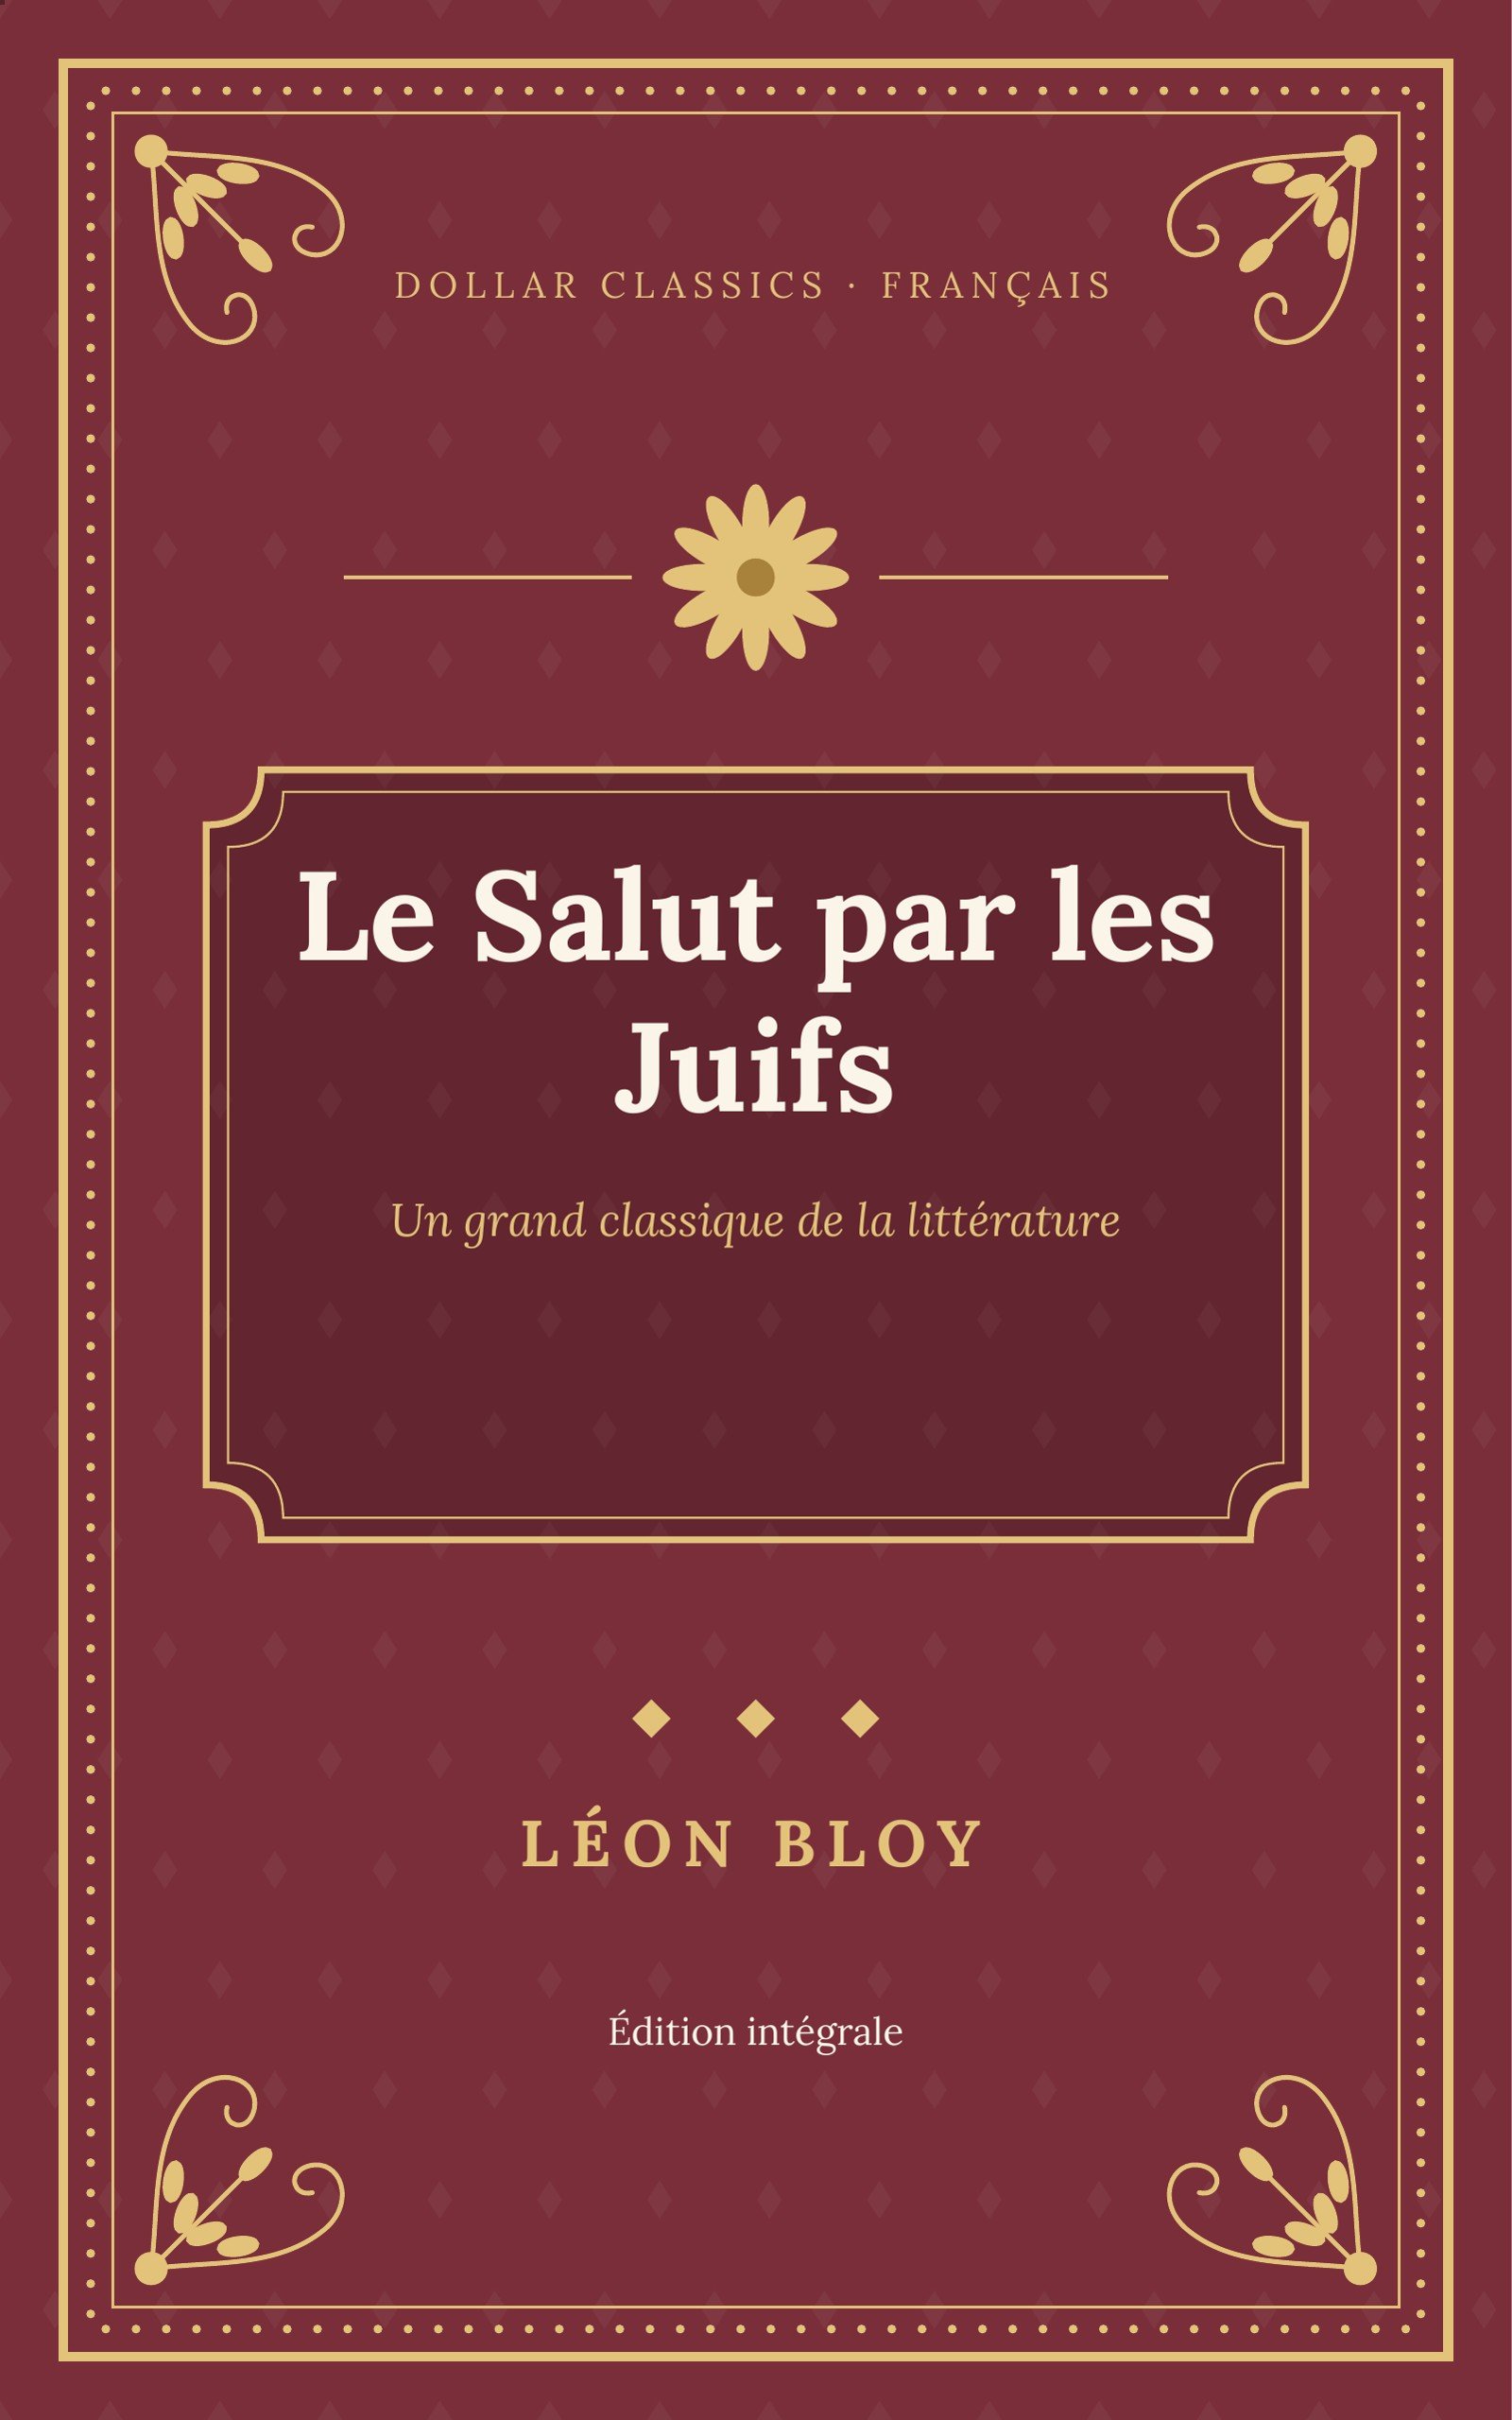 DOLLAR CLASSICS · FRANÇAIS
Le Salut par les
Juifs
Un grand classique de la littérature
LÉON BLOY
Édition intégrale